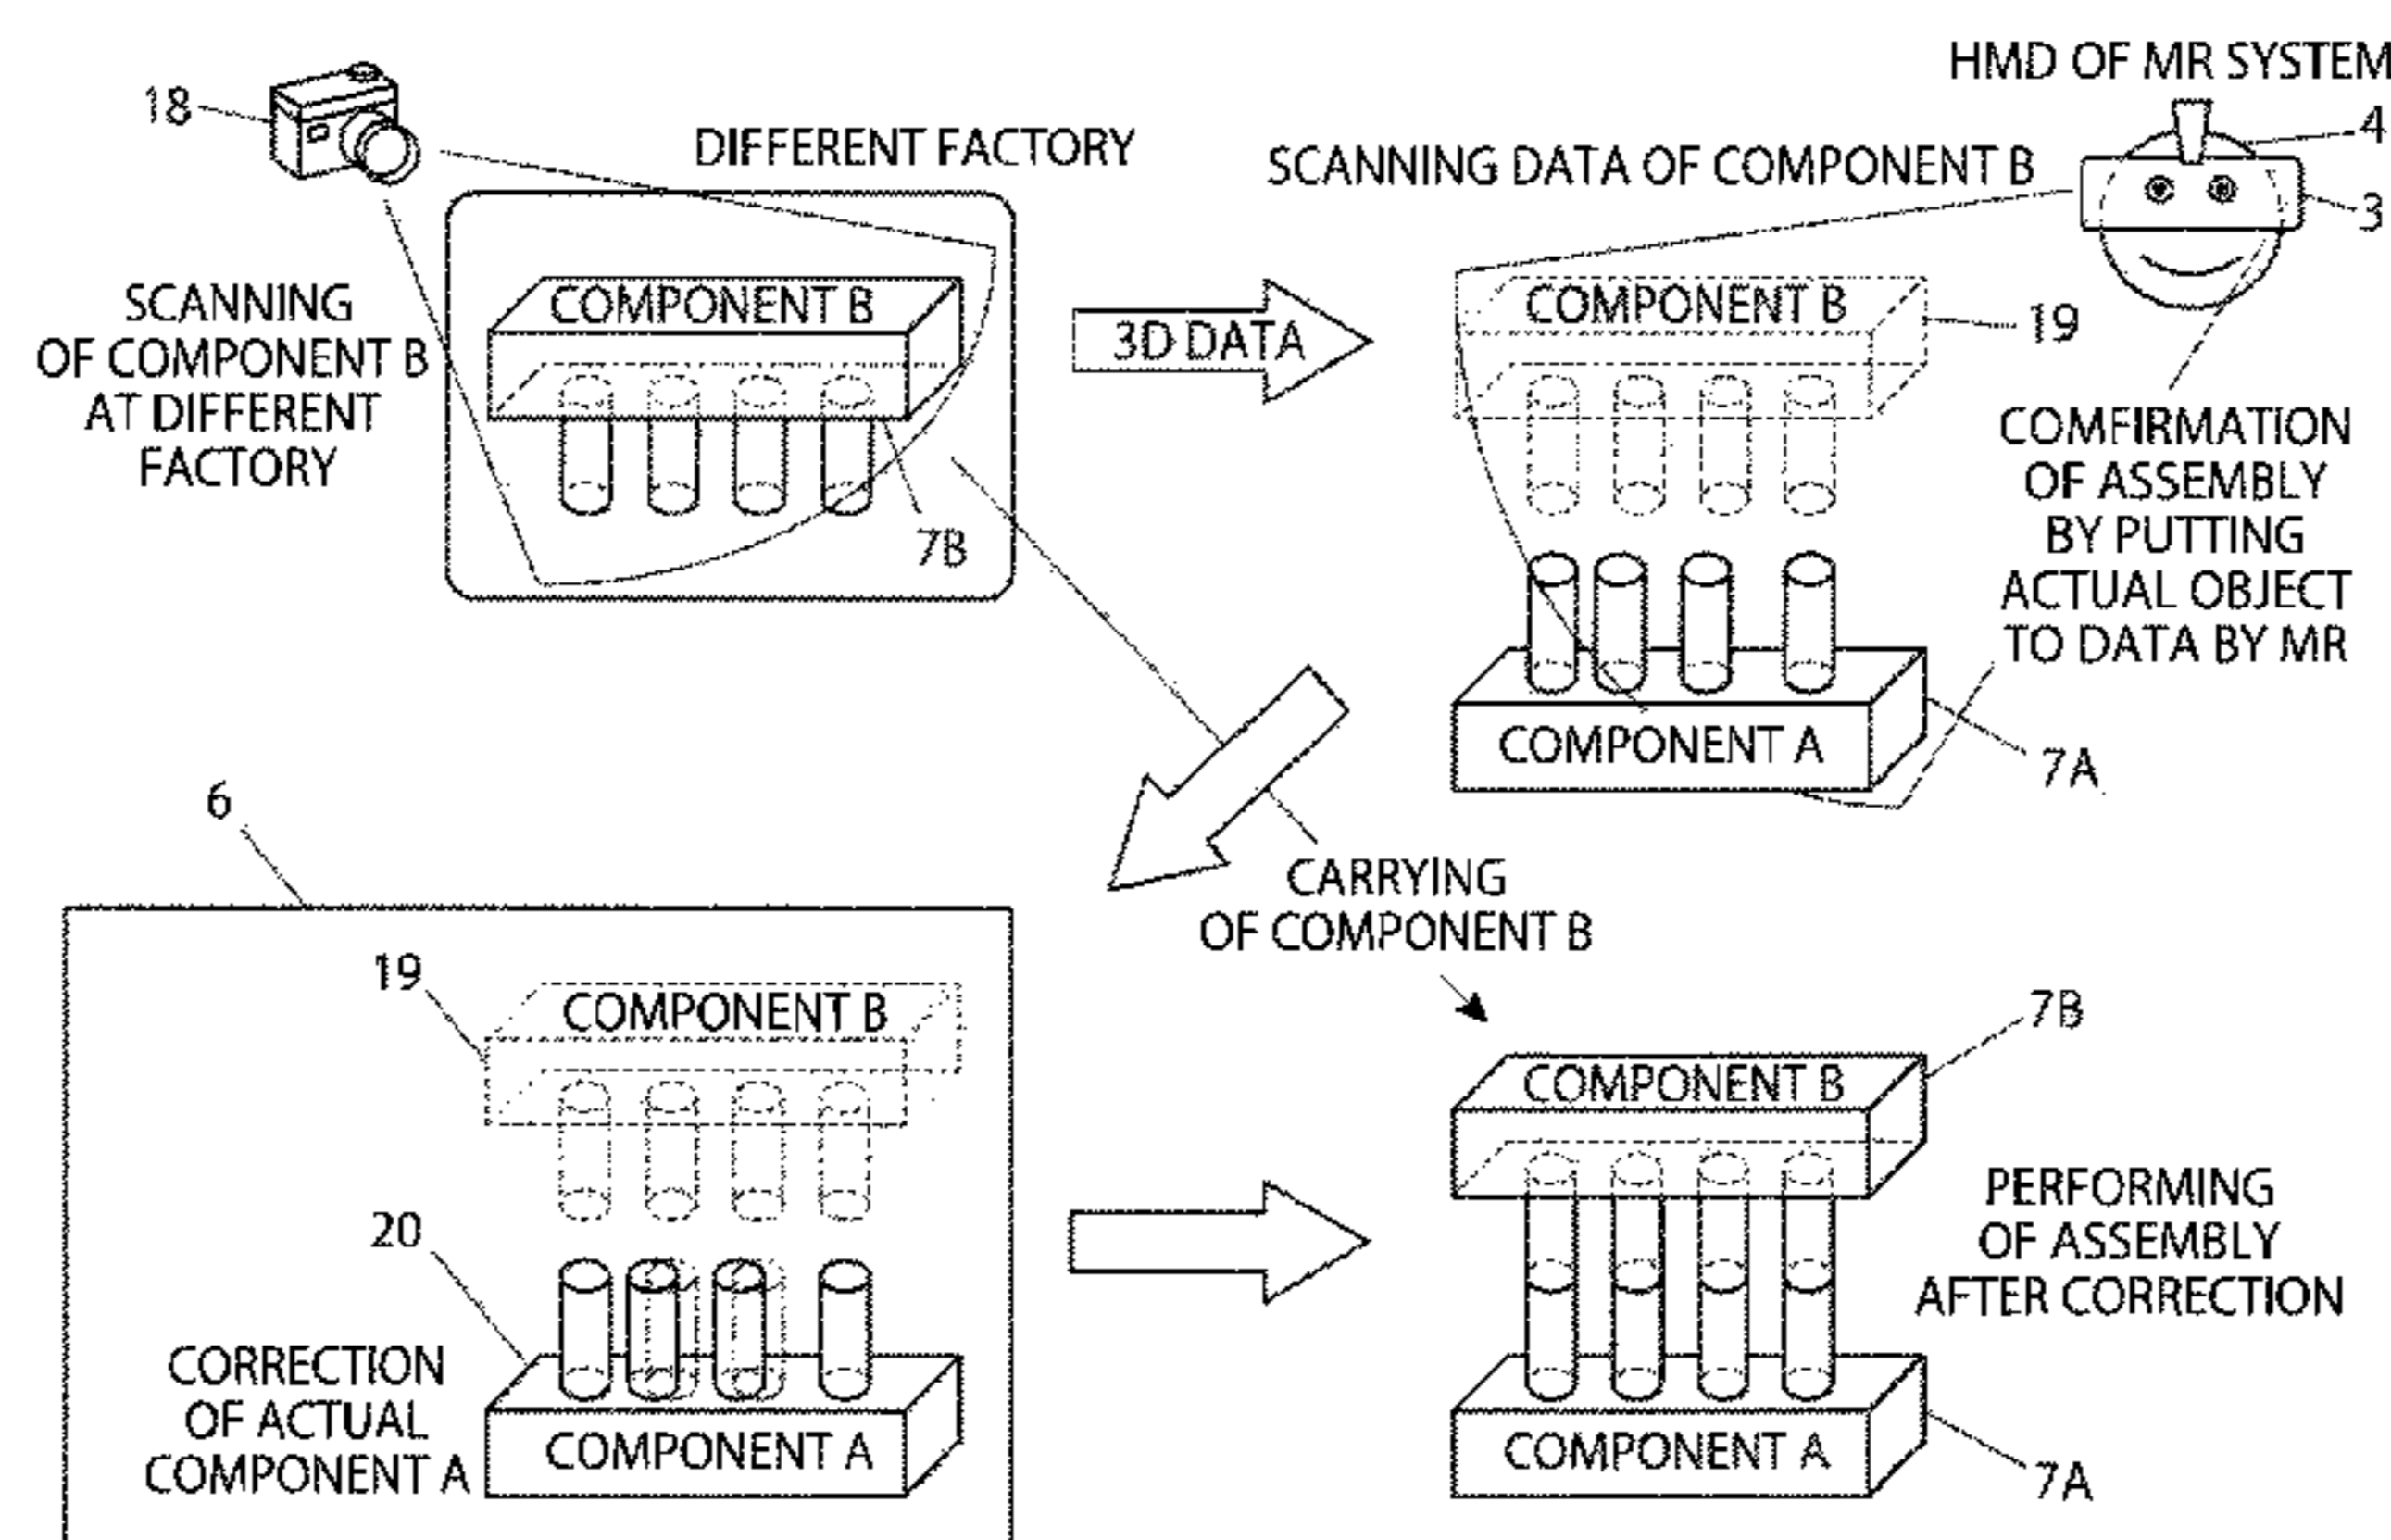 HMD OF MR SYSTEM
18
4
DIFFERENT FACTORY
SCANNING DATA OF COMPONENT B
3
SCANNING
OF COMPONENT B
AT DIFFERENT
FACTORY
COMPONENT B
7B
3D DATA
COMPONENT B
19
COMFIRMATION
OF ASSEMBLY
BY PUTTING
ACTUAL OBJECT
TO DATA BY MR
COMPONENT A
7A
6
CARRYING
OF COMPONENT B
19
COMPONENT B
20
CORRECTION
OF ACTUAL
COMPONENT A
COMPONENT A
7B
COMPONENT B
PERFORMING
OF ASSEMBLY
AFTER CORRECTION
COMPONENT A
7A